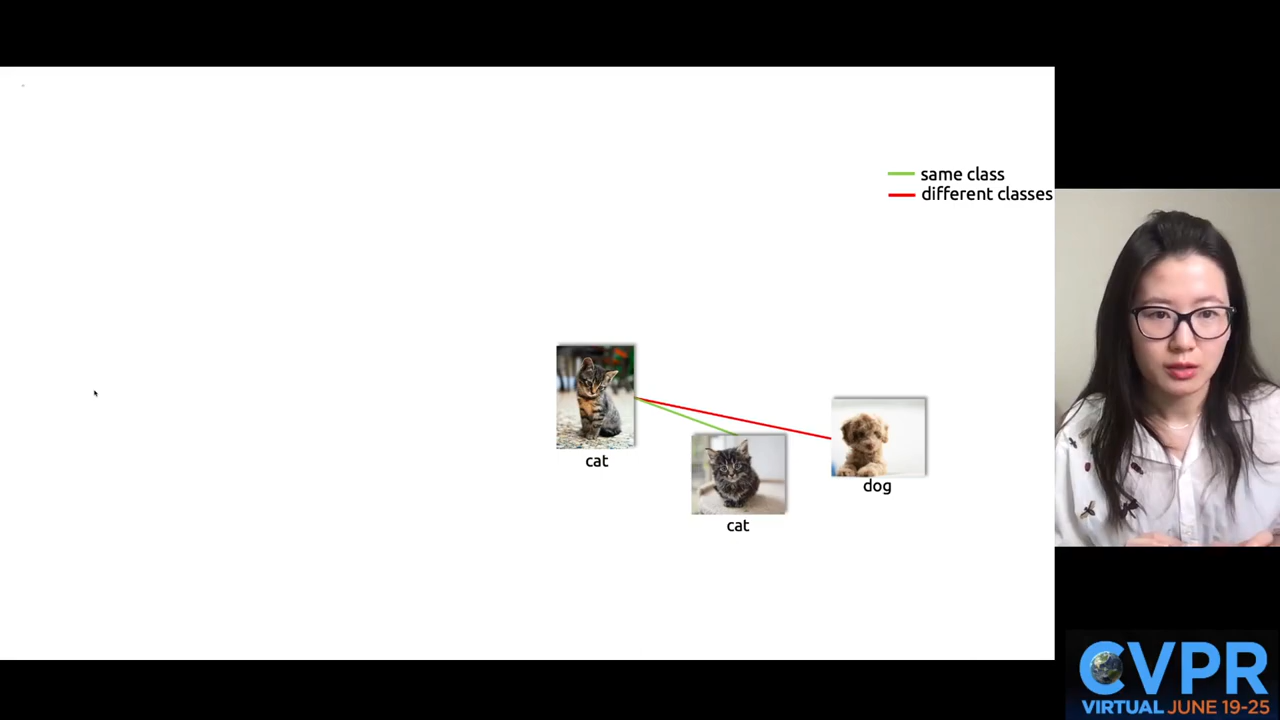 same class
different classes
cat
cat
dog
CVPR
VIRTUAL JUNE 19-25